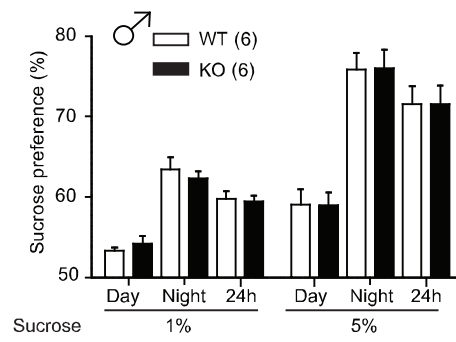 80
70
60
50
Sucrose preference (%)
♂
WT (6)
KO (6)
Day Night 24h Day Night 24h
Sucrose 1% 5%